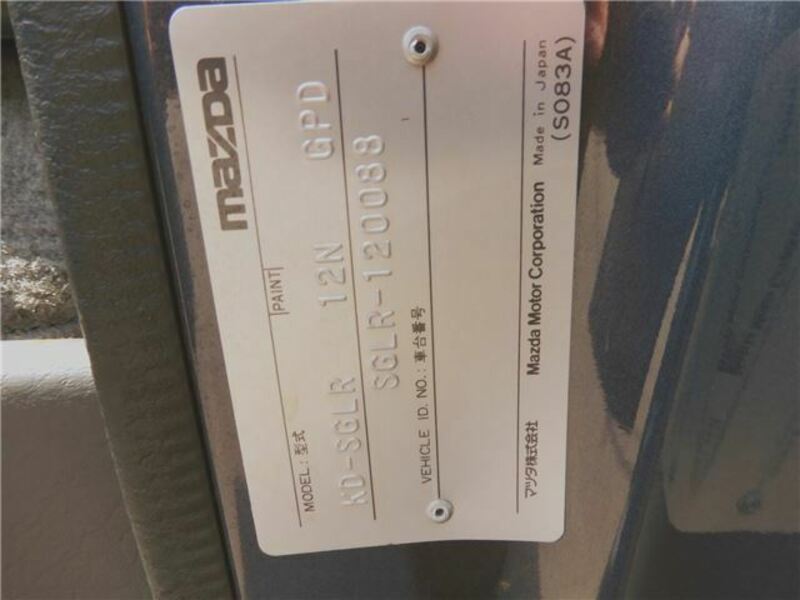 mazda
MODEL:型式 PAINT
KD-SGLR 12N GPD
SGLR-120088
VEHICLE ID. NO.:車台番号
マツダ株式会社 Mazda Motor Corporation Made in Japan
(S083A)